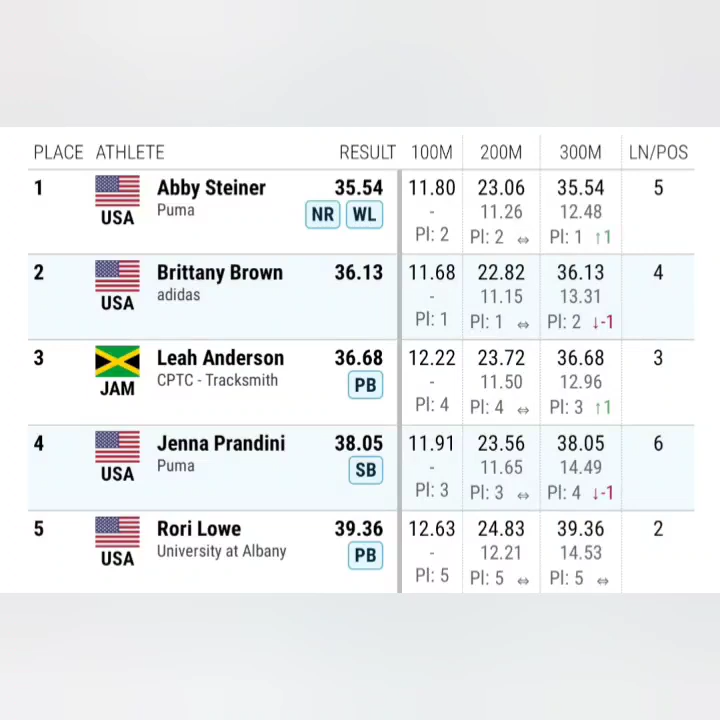 PLACE ATHLETE RESULT 100M 200M 300M LN/POS
1 Abby Steiner 35.54 11.80 23.06 35.54 5
USA Puma NR WL - 11.26 12.48
Pl: 2 Pl: 2 ⇔ Pl: 1 ↑1
2 Brittany Brown 36.13 11.68 22.82 36.13 4
USA adidas - 11.15 13.31
Pl: 1 Pl: 1 ⇔ Pl: 2 ↓-1
3 Leah Anderson 36.68 12.22 23.72 36.68 3
JAM CPTC - Tracksmith PB - 11.50 12.96
Pl: 4 Pl: 4 ⇔ Pl: 3 ↑1
4 Jenna Prandini 38.05 11.91 23.56 38.05 6
USA Puma SB - 11.65 14.49
Pl: 3 Pl: 3 ⇔ Pl: 4 ↓-1
5 Rori Lowe 39.36 12.63 24.83 39.36 2
USA University at Albany PB - 12.21 14.53
Pl: 5 Pl: 5 ⇔ Pl: 5 ⇔